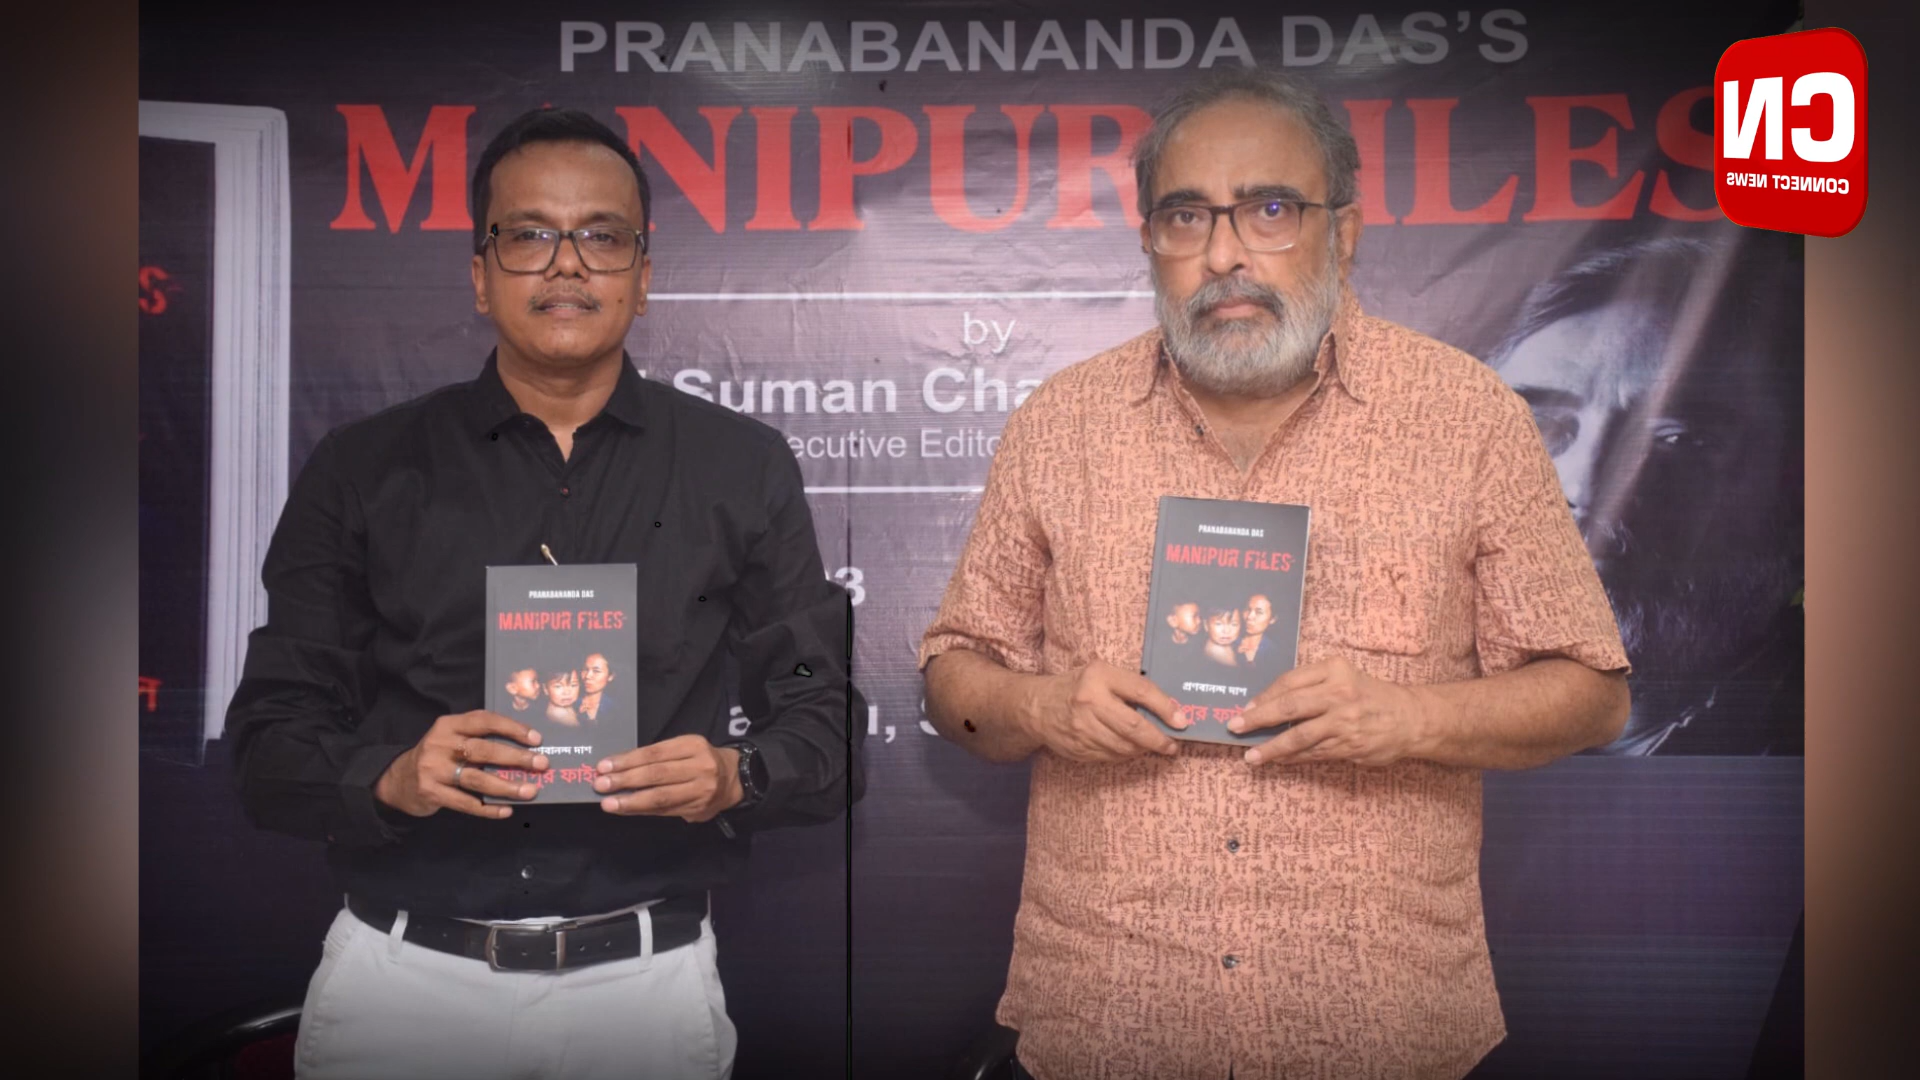 PRANABANANDA DAS'S
MANIPUR FILES
by
Suman Cha
ecutive Edito
3
CN
CONNECT NEWS
PRANABANANDA DAS
MANIPUR FILES
প্রণবানন্দ দাশ
PRANABANANDA DAS
MANIPUR FILES
প্রণবানন্দ দাশ